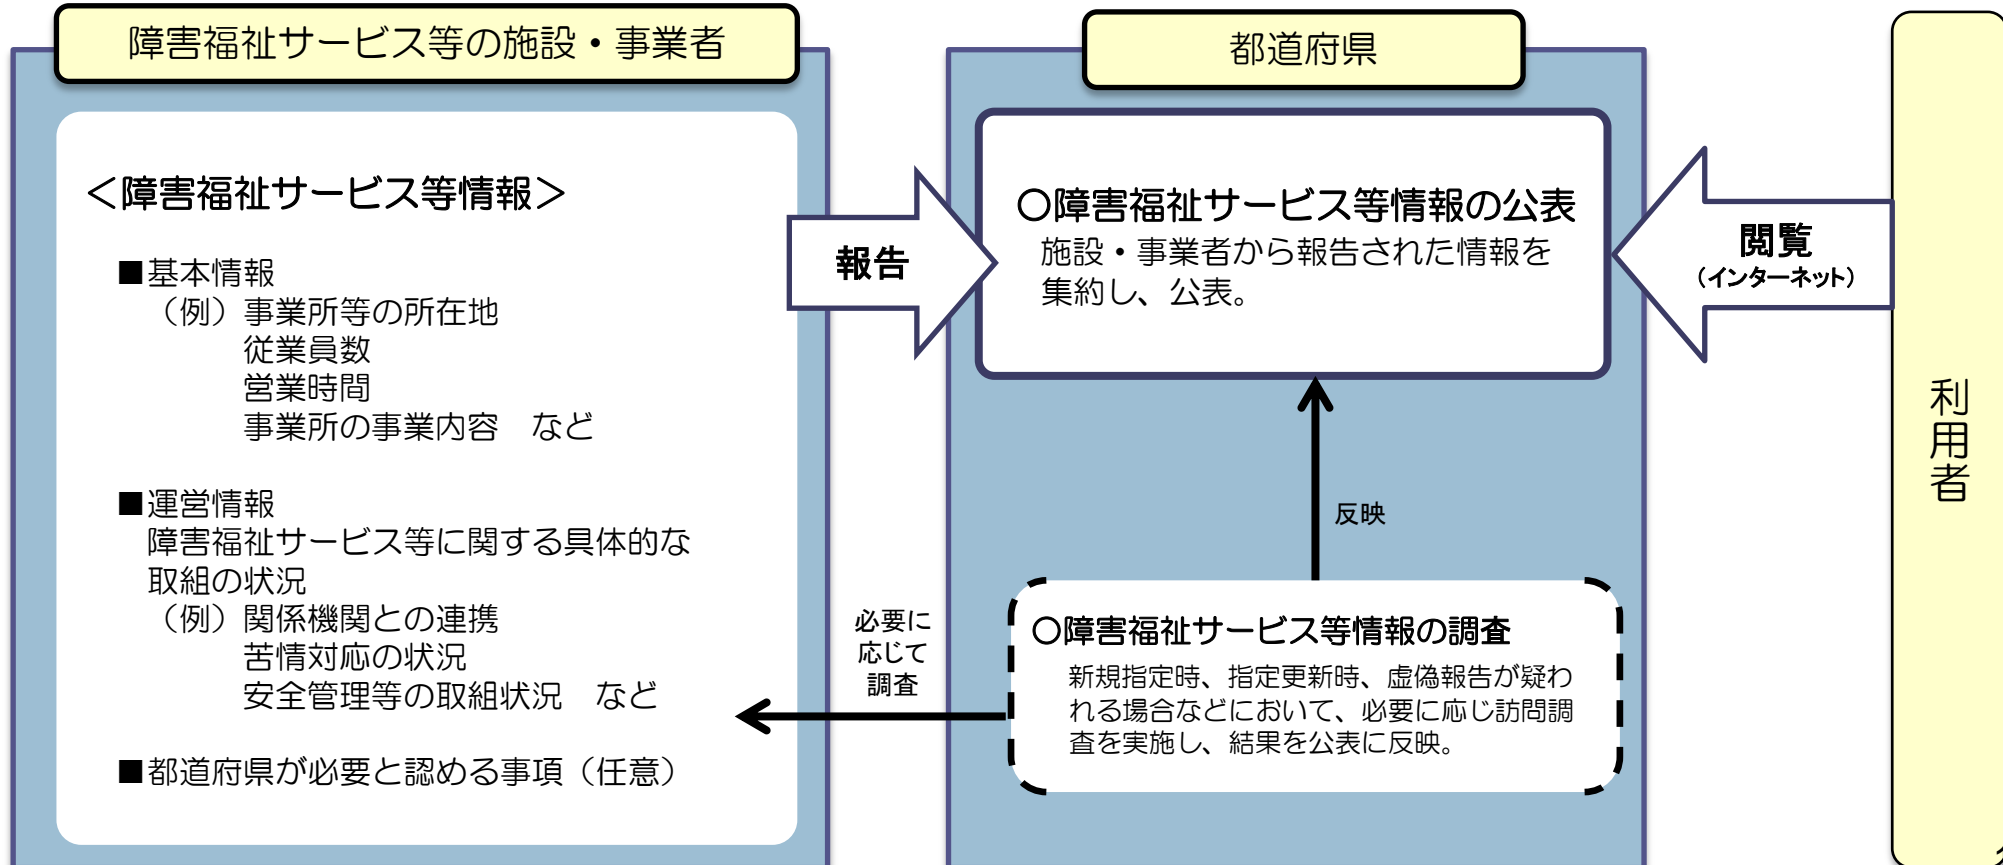 障害福祉サービス等の施設・事業者
＜障害福祉サービス等情報＞
■基本情報
（例）事業所等の所在地
従業員数
営業時間
事業所の事業内容　など
■運営情報
障害福祉サービス等に関する具体的な
取組の状況
（例）関係機関との連携
苦情対応の状況
安全管理等の取組状況　など
■都道府県が必要と認める事項（任意）
報告
必要に
応じて
調査
都道府県
○障害福祉サービス等情報の公表
施設・事業者から報告された情報を
集約し、公表。
反映
○障害福祉サービス等情報の調査
新規指定時、指定更新時、虚偽報告が疑わ
れる場合などにおいて、必要に応じ訪問調
査を実施し、結果を公表に反映。
閲覧
（インターネット）
利用者